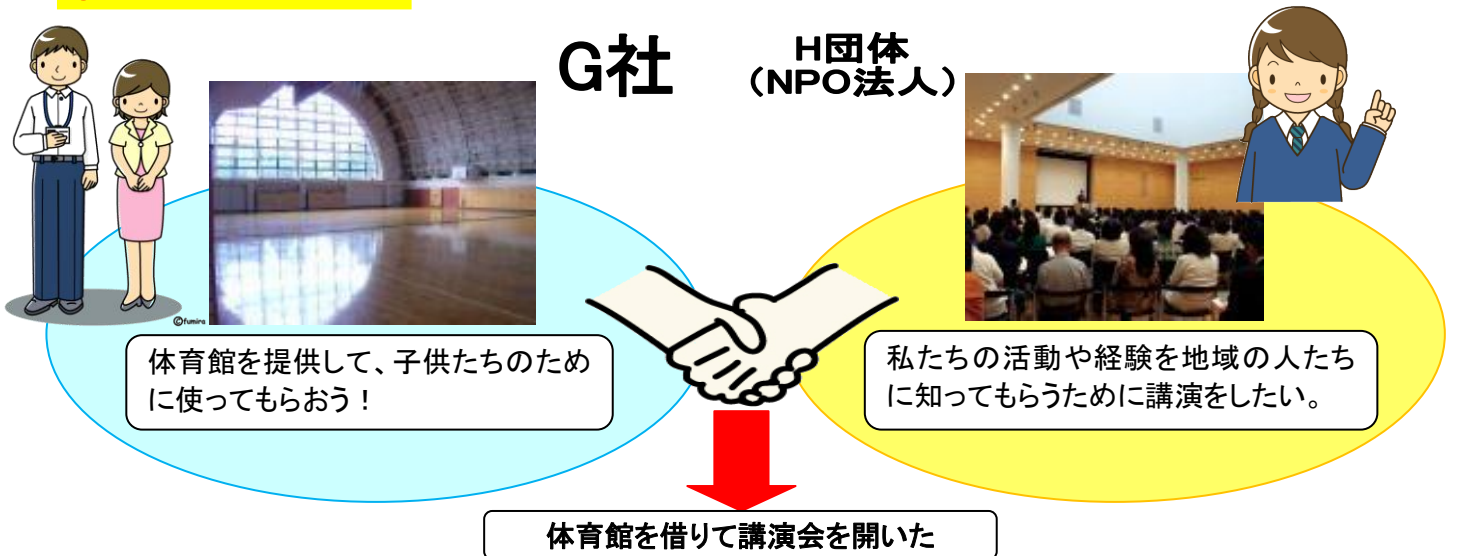 G社
H団体
(NPO法人)
©fumira
体育館を提供して、子供たちのため
に使ってもらおう！
私たちの活動や経験を地域の人たち
に知ってもらうために講演をしたい。
体育館を借りて講演会を開いた